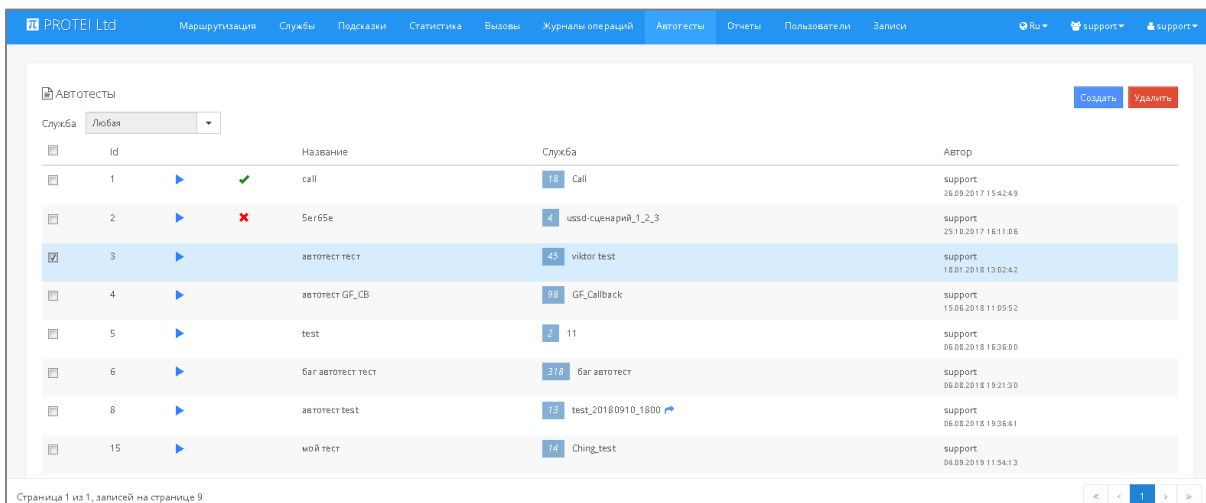 PROTEI Ltd Маршрутизация Службы Подсказки Статистика Вызовы Журналы операций Автотесты Отчеты Пользователи Записи Ru support support
Автотесты Создать Удалить
Служба Любая
Id Название Служба Автор
1 call 18 Call support
26.09.2017 15:42:49
2 5er65e 4 ussd-сценарий_1_2_3 support
25.10.2017 16:11:06
3 автотест тест 45 viktor test support
18.01.2018 13:02:42
4 автотест GF_CB 98 GF_Callback support
15.06.2018 11:05:52
5 test 2 11 support
06.08.2018 16:36:00
6 баг автотест тест 318 баг автотест support
06.08.2018 19:21:30
8 автотест test 13 test_20180910_1800 support
06.08.2018 19:36:41
15 мой тест 14 Ching_test support
04.09.2019 11:54:13
Страница 1 из 1, записей на странице 9 « ‹ 1 › »